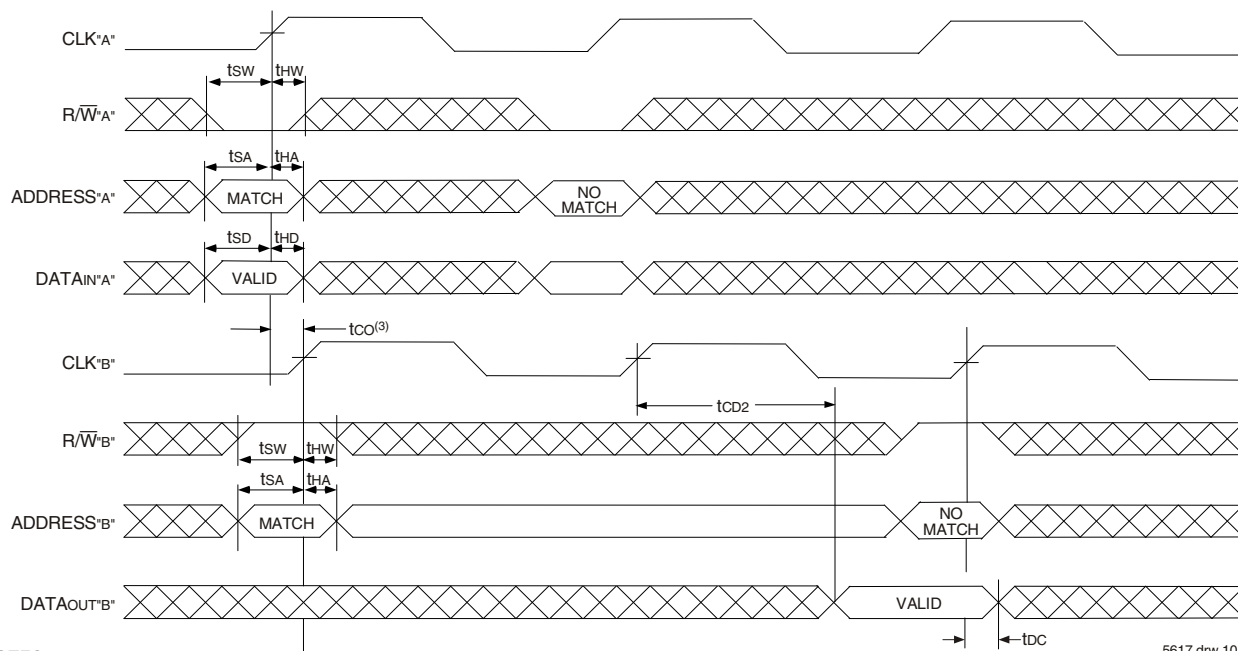 CLK"A"
tSW tHW
R/W̅"A"
tSA tHA
ADDRESS"A" MATCH NO MATCH
tSD tHD
DATAIN"A" VALID
tCO(3)
CLK"B"
tCD2
R/W̅"B"
tSW tHW
tSA tHA
ADDRESS"B" MATCH NO MATCH
DATAOUT"B" VALID
tDC
5617 drw 10